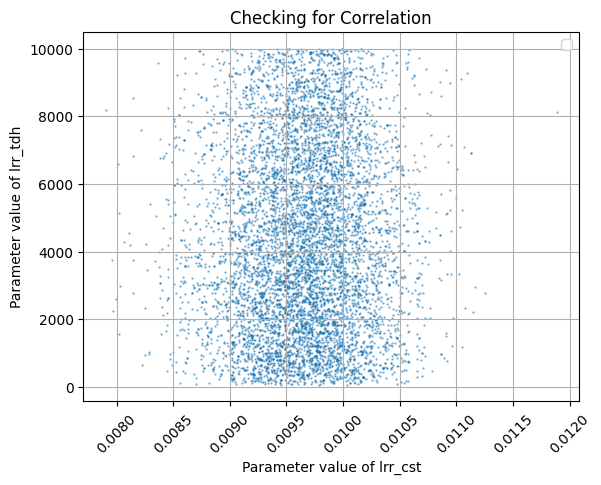 Checking for Correlation
Parameter value of lrr_tdh
10000
8000
6000
4000
2000
0
0.0080 0.0085 0.0090 0.0095 0.0100 0.0105 0.0110 0.0115 0.0120
Parameter value of lrr_cst